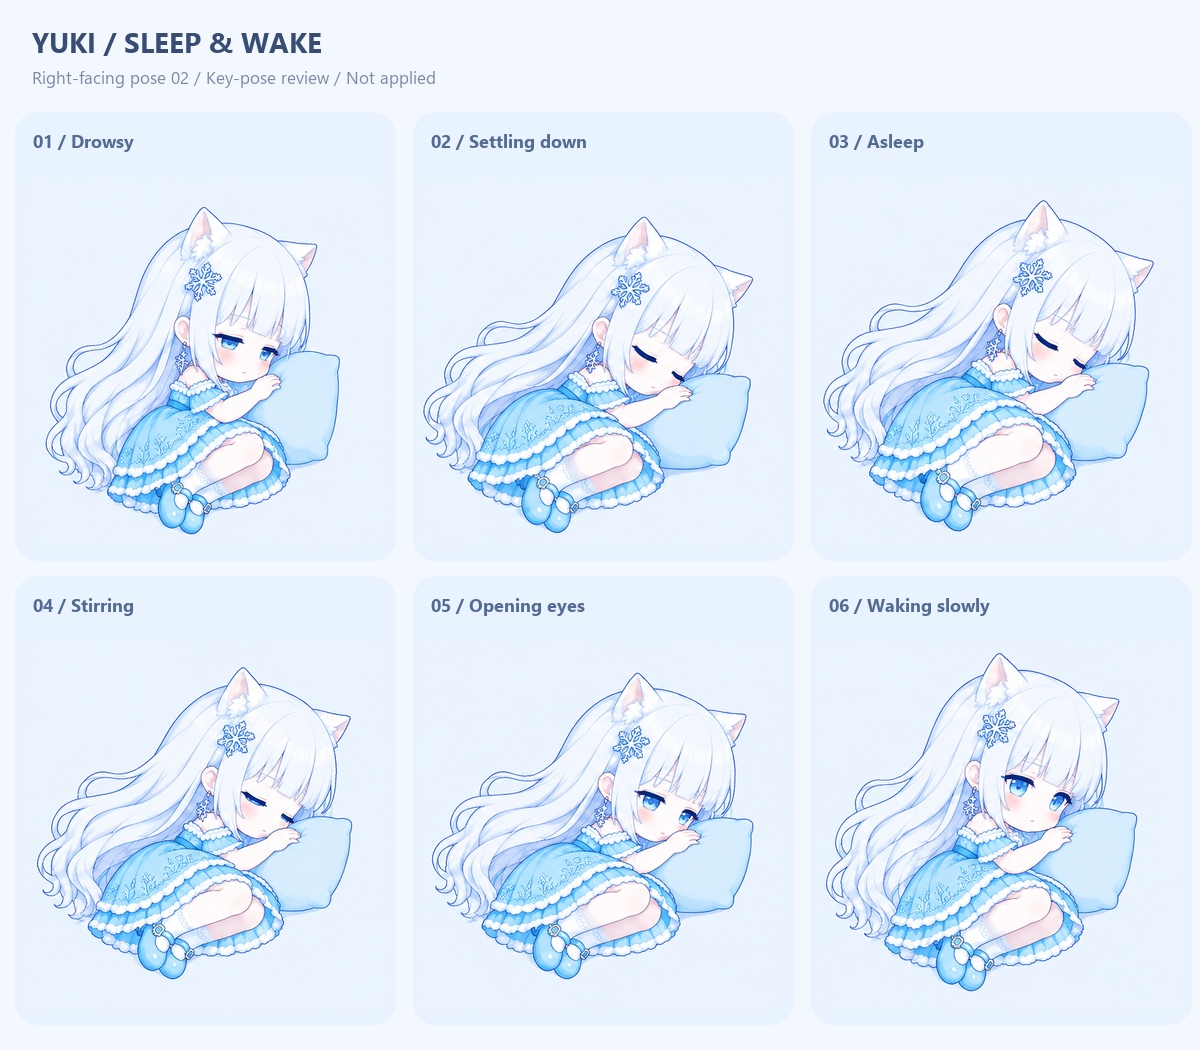 YUKI / SLEEP & WAKE
Right-facing pose 02 / Key-pose review / Not applied
01 / Drowsy
02 / Settling down
03 / Asleep
04 / Stirring
05 / Opening eyes
06 / Waking slowly